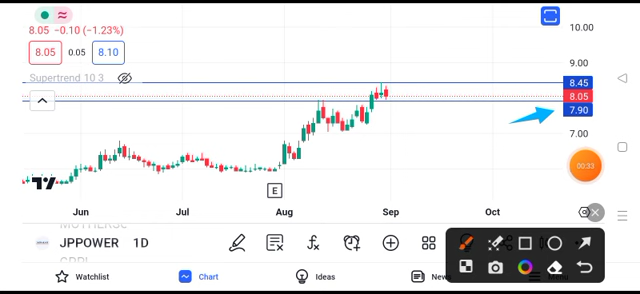 8.05 −0.10 (−1.23%)
10.00
8.05 0.05 8.10
9.00
Supertrend 10 3
8.45
8.05
7.90
7.00
00:33
E
Jun Jul Aug Sep Oct
JPPOWER 1D
Watchlist Chart Ideas News